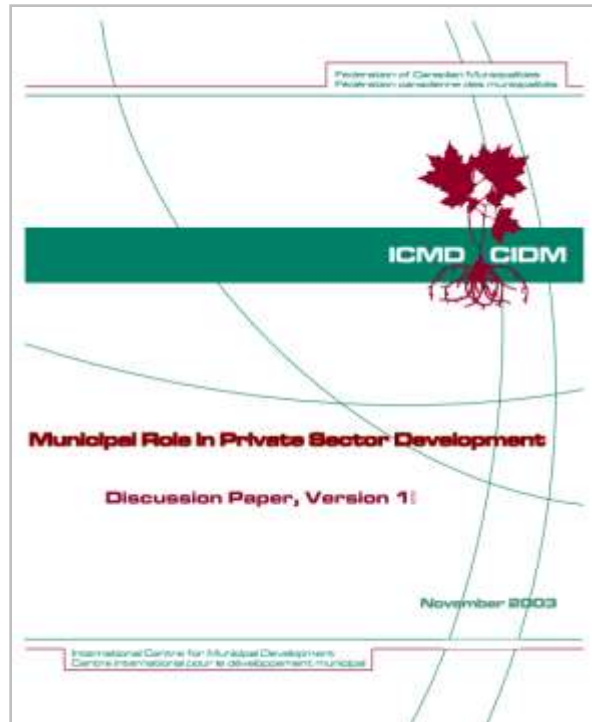 Federation of Canadian Municipalities
Fédération canadienne des municipalités
ICMD CIDM
Municipal Role in Private Sector Development
Discussion Paper, Version 1
November 2003
International Centre for Municipal Development
Centre international pour le développement municipal